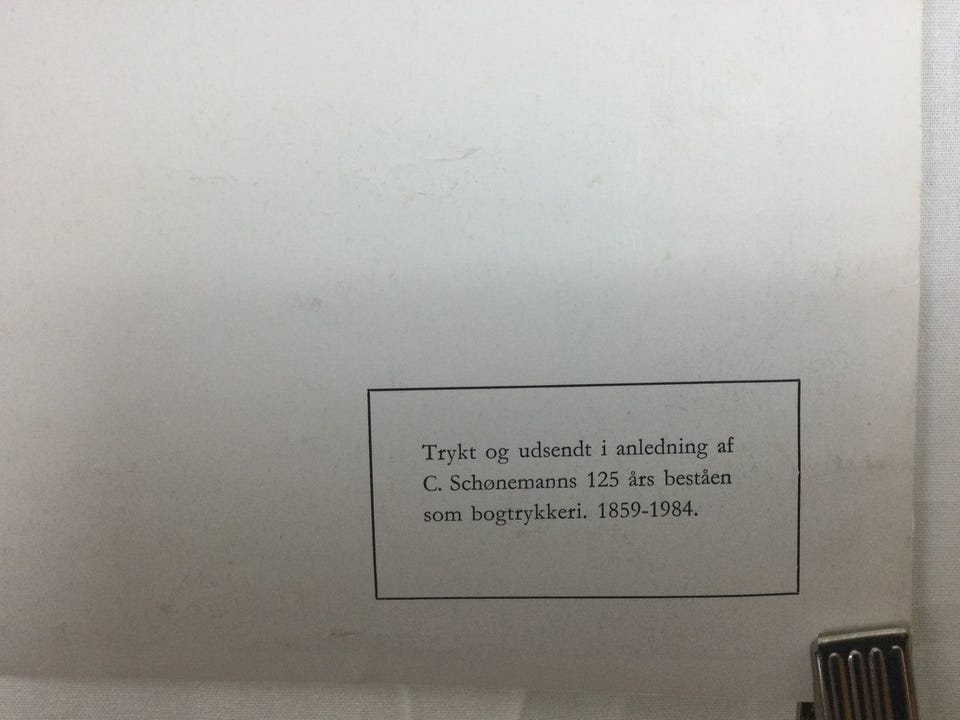 Trykt og udsendt i anledning af
C. Schønemanns 125 års beståen
som bogtrykkeri. 1859-1984.